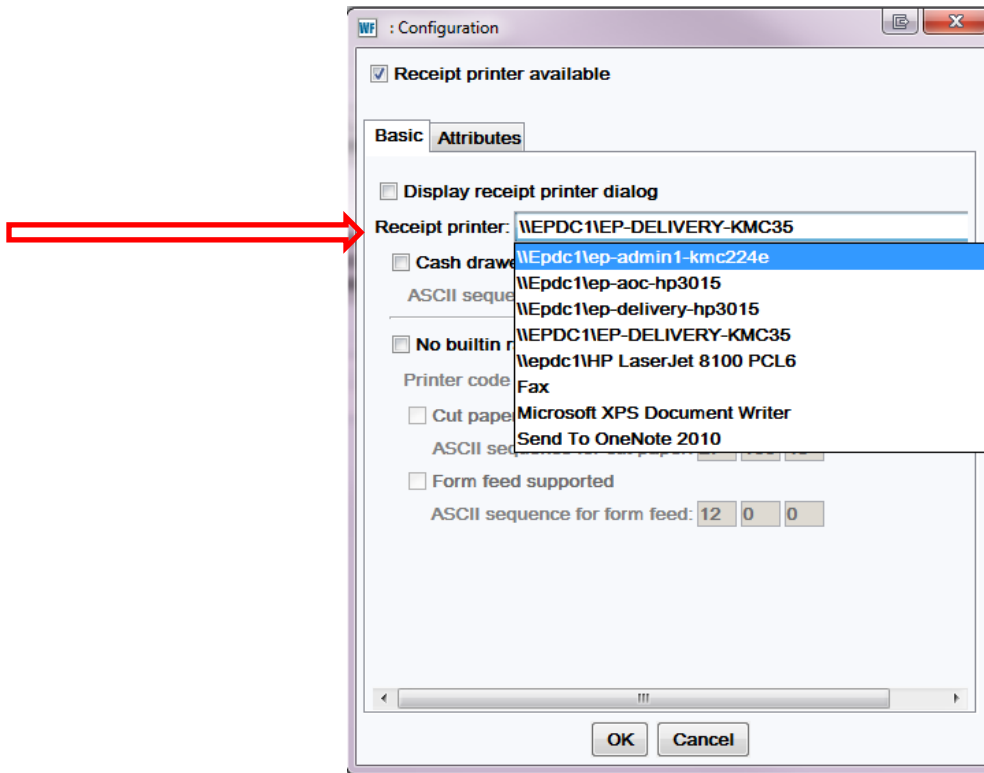 WF : Configuration
Receipt printer available
Basic Attributes
Display receipt printer dialog
Receipt printer: \\EPDC1\EP-DELIVERY-KMC35
\\Epdc1\ep-admin1-kmc224e
Cash drawe
\\Epdc1\ep-aoc-hp3015
ASCII seque
\\Epdc1\ep-delivery-hp3015
\\EPDC1\EP-DELIVERY-KMC35
No builtin r
\\epdc1\HP LaserJet 8100 PCL6
Printer code
Fax
Cut paper
Microsoft XPS Document Writer
ASCII seq
Send To OneNote 2010
Form feed supported
ASCII sequence for form feed: 12 0 0
OK Cancel